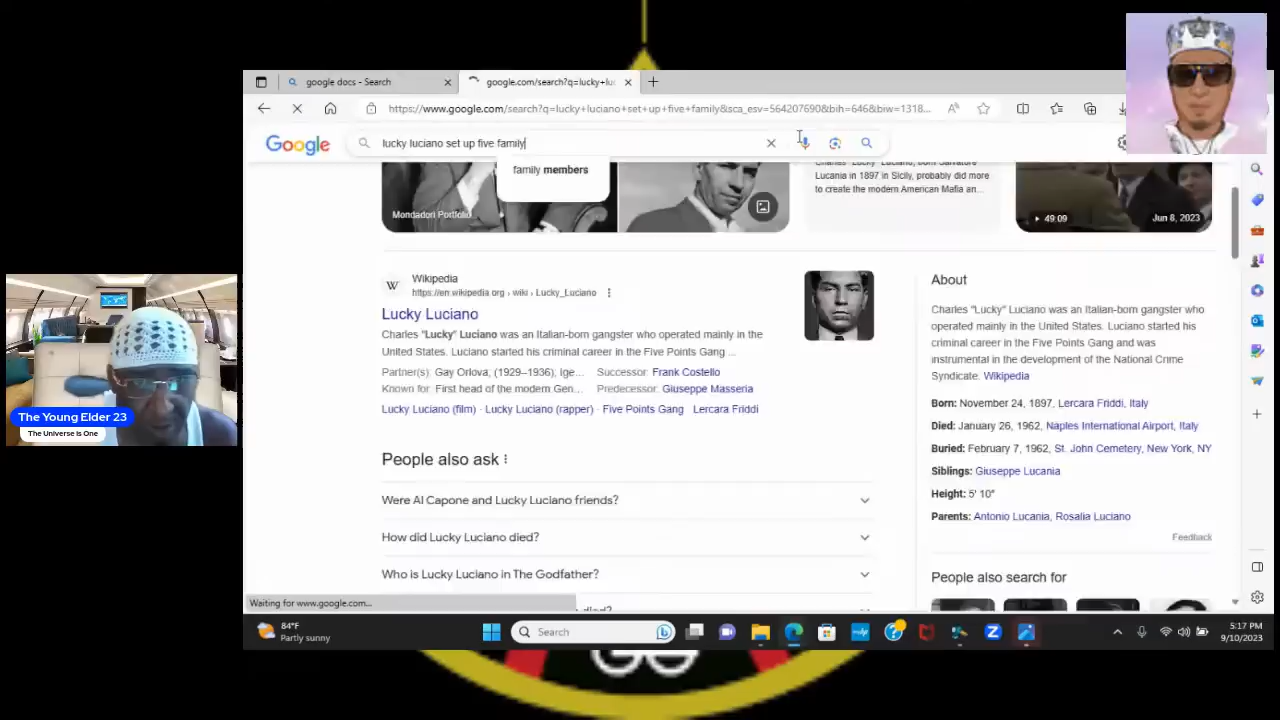 google docs - Search
google.com/search?q=lucky+lu
https://www.google.com/search?q=lucky+luciano+set+up+five+family&sca_esv=564207690&bih=646&biw=1318...
Google
lucky luciano set up five family
family members
Mondadori Portfolio
Lucania in 1897 in Sicily, probably did more
to create the modern American Mafia an...
49:09
Jun 8, 2023
Wikipedia
https://en.wikipedia.org › wiki › Lucky_Luciano
Lucky Luciano
Charles "Lucky" Luciano was an Italian-born gangster who operated mainly in the
United States. Luciano started his criminal career in the Five Points Gang ...
Partner(s): Gay Orlova, (1929–1936); Ige... Successor: Frank Costello
Known for: First head of the modern Gen... Predecessor: Giuseppe Masseria
Lucky Luciano (film) · Lucky Luciano (rapper) · Five Points Gang Lercara Friddi
People also ask
Were Al Capone and Lucky Luciano friends?
How did Lucky Luciano died?
Who is Lucky Luciano in The Godfather?
About
Charles "Lucky" Luciano was an Italian-born gangster who
operated mainly in the United States. Luciano started his
criminal career in the Five Points Gang and was
instrumental in the development of the National Crime
Syndicate. Wikipedia
Born: November 24, 1897, Lercara Friddi, Italy
Died: January 26, 1962, Naples International Airport, Italy
Buried: February 7, 1962, St. John Cemetery, New York, NY
Siblings: Giuseppe Lucania
Height: 5' 10"
Parents: Antonio Lucania, Rosalia Luciano
Feedback
People also search for
The Young Elder 23
The Universe is One
Waiting for www.google.com...
84°F
Partly sunny
Search
5:17 PM
9/10/2023